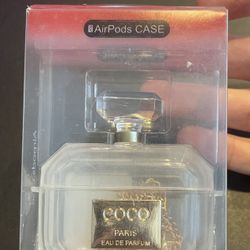 AirPods CASE
COCO
PARIS
EAU DE PARFUM